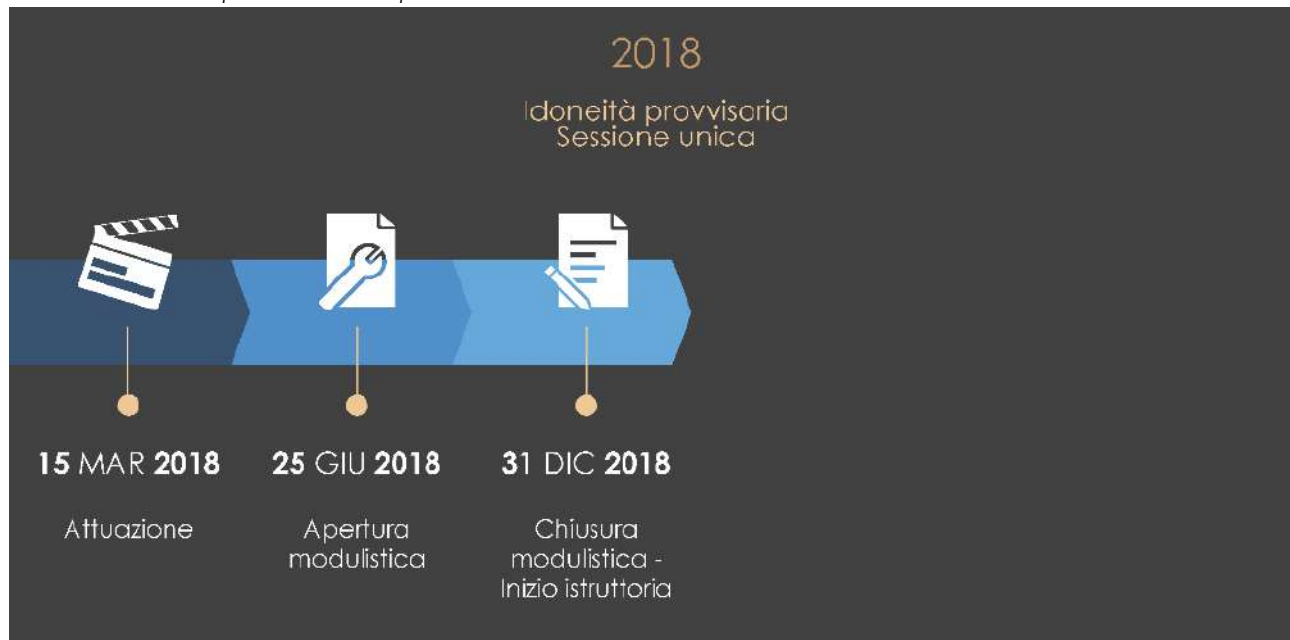 2018
Idoneità provvisoria
Sessione unica
15 MAR 2018
Attuazione
25 GIU 2018
Apertura
modulistica
31 DIC 2018
Chiusura
modulistica -
Inizio istruttoria